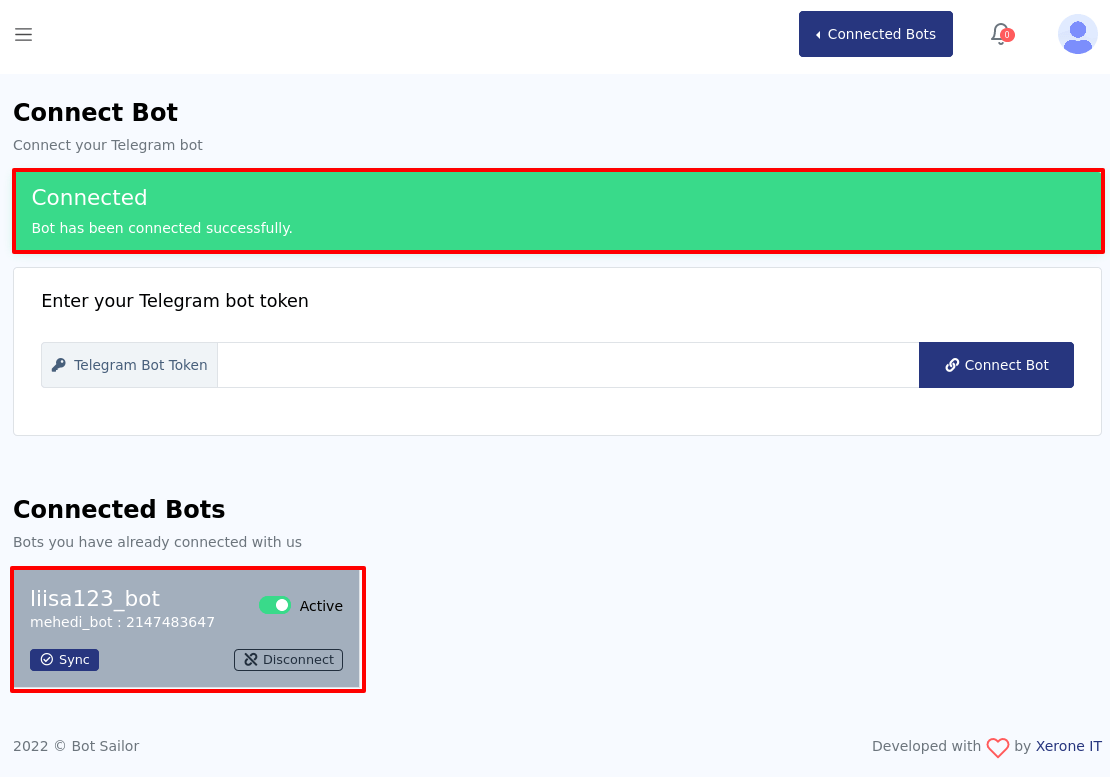 Connected Bots
0
Connect Bot
Connect your Telegram bot
Connected
Bot has been connected successfully.
Enter your Telegram bot token
Telegram Bot Token
Connect Bot
Connected Bots
Bots you have already connected with us
liisa123_bot
Active
mehedi_bot : 2147483647
Sync
Disconnect
2022 © Bot Sailor
Developed with by Xerone IT